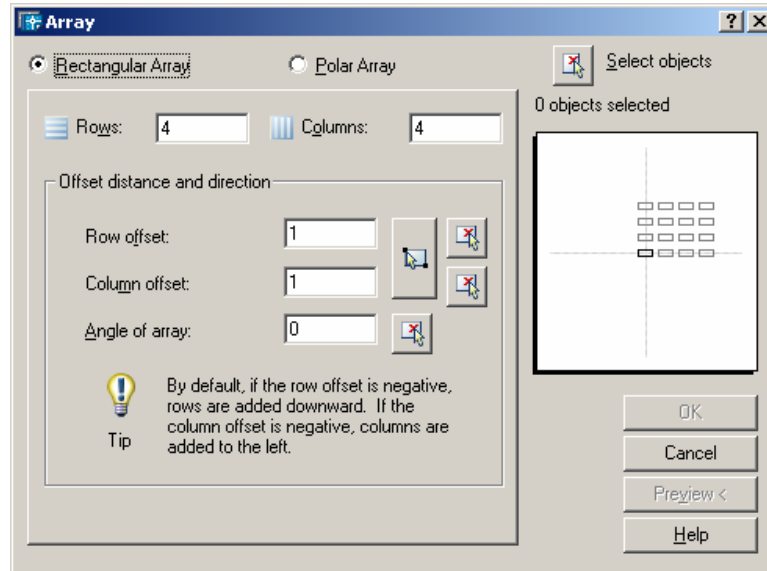 Array
Rectangular Array
Polar Array
Select objects
0 objects selected
Rows: 4
Columns: 4
Offset distance and direction
Row offset: 1
Column offset: 1
Angle of array: 0
By default, if the row offset is negative,
rows are added downward. If the
column offset is negative, columns are
added to the left.
Tip
OK
Cancel
Preview <
Help